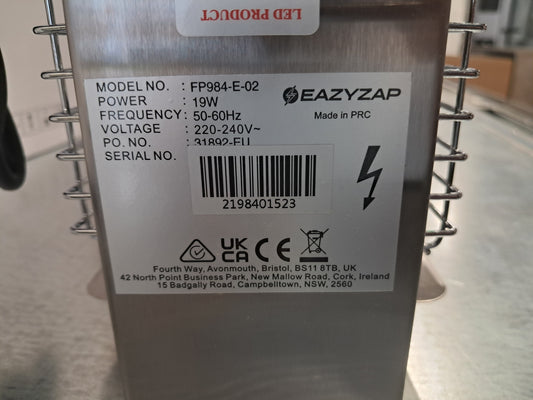 LED PRODUCT
MODEL NO. : FP984-E-02
POWER : 19W
FREQUENCY : 50-60Hz
VOLTAGE : 220-240V~
PO. NO. : 31892-EU
SERIAL NO.
EAZYZAP
Made in PRC
2198401523
UK
CA
CE
Fourth Way, Avonmouth, Bristol, BS11 8TB, UK
42 North Point Business Park, New Mallow Road, Cork, Ireland
15 Badgally Road, Campbelltown, NSW, 2560